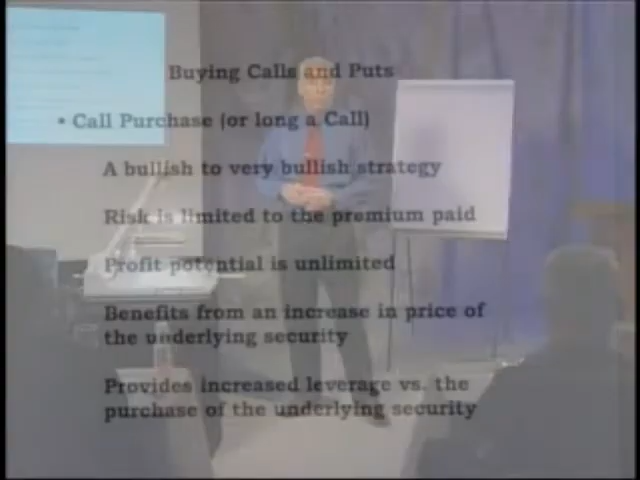 Buying Calls and Puts
• Call Purchase (or long a Call)
A bullish to very bullish strategy
Risk is limited to the premium paid
Profit potential is unlimited
Benefits from an increase in price of
the underlying security
Provides increased leverage vs. the
purchase of the underlying security